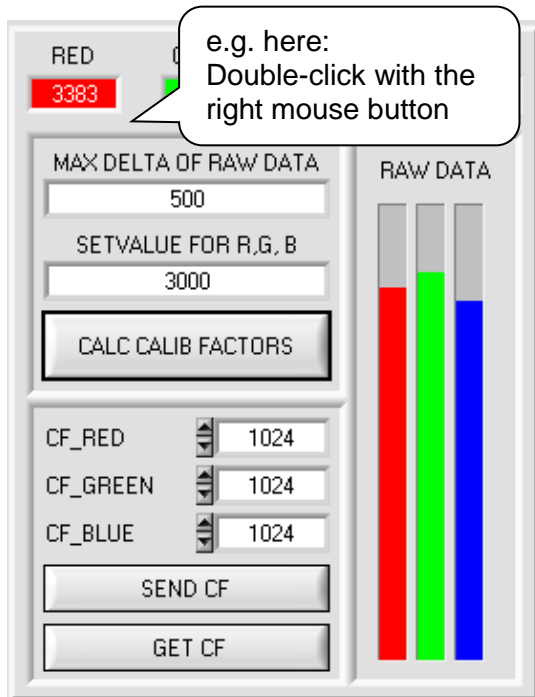 RED
3383
e.g. here:
Double-click with the
right mouse button
MAX DELTA OF RAW DATA
500
SETVALUE FOR R,G, B
3000
CALC CALIB FACTORS
RAW DATA
CF_RED 1024
CF_GREEN 1024
CF_BLUE 1024
SEND CF
GET CF